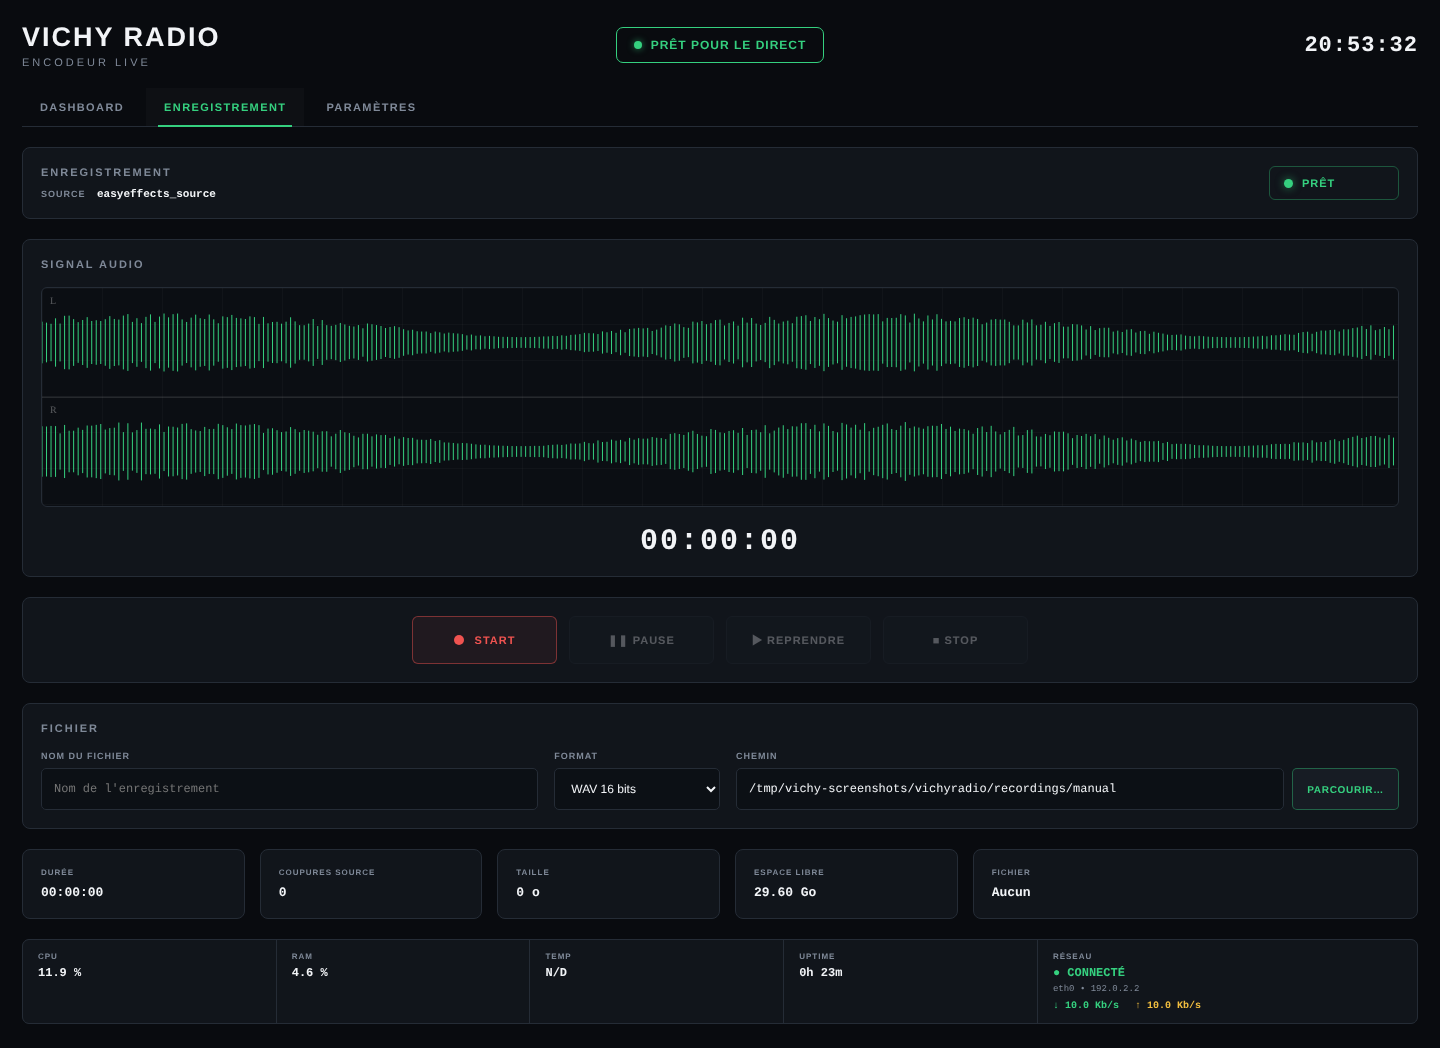 VICHY RADIO
ENCODEUR LIVE
● PRÊT POUR LE DIRECT
20:53:32
DASHBOARD
ENREGISTREMENT
PARAMÈTRES
ENREGISTREMENT
SOURCE easyeffects_source
PRÊT
SIGNAL AUDIO
L
R
00:00:00
START
❚❚ PAUSE
▶ REPRENDRE
■ STOP
FICHIER
NOM DU FICHIER
Nom de l'enregistrement
FORMAT
WAV 16 bits
CHEMIN
/tmp/vichy-screenshots/vichyradio/recordings/manual
PARCOURIR...
DURÉE
00:00:00
COUPURES SOURCE
0
TAILLE
0 o
ESPACE LIBRE
29.60 Go
FICHIER
Aucun
CPU
11.9 %
RAM
4.6 %
TEMP
N/D
UPTIME
0h 23m
RÉSEAU
● CONNECTÉ
eth0 • 192.0.2.2
↓ 10.0 Kb/s ↑ 10.0 Kb/s